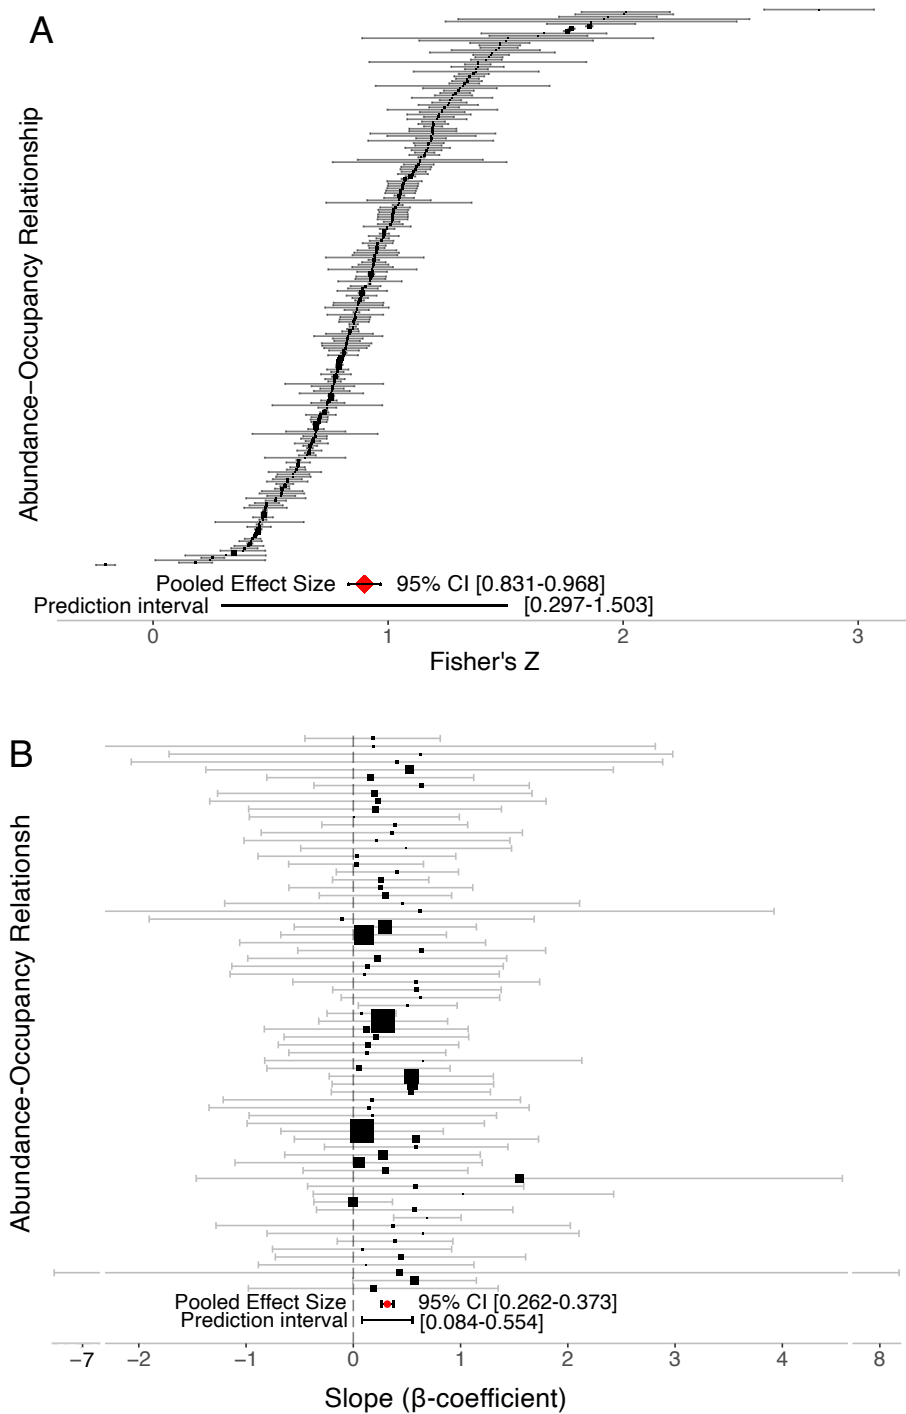 A
Abundance–Occupancy Relationship
Pooled Effect Size 95% CI [0.831-0.968]
Prediction interval [0.297-1.503]
0 1 2 3
Fisher's Z
B
Abundance-Occupancy Relationsh
Pooled Effect Size 95% CI [0.262-0.373]
Prediction interval [0.084-0.554]
−7 −2 −1 0 1 2 3 4 8
Slope (β-coefficient)